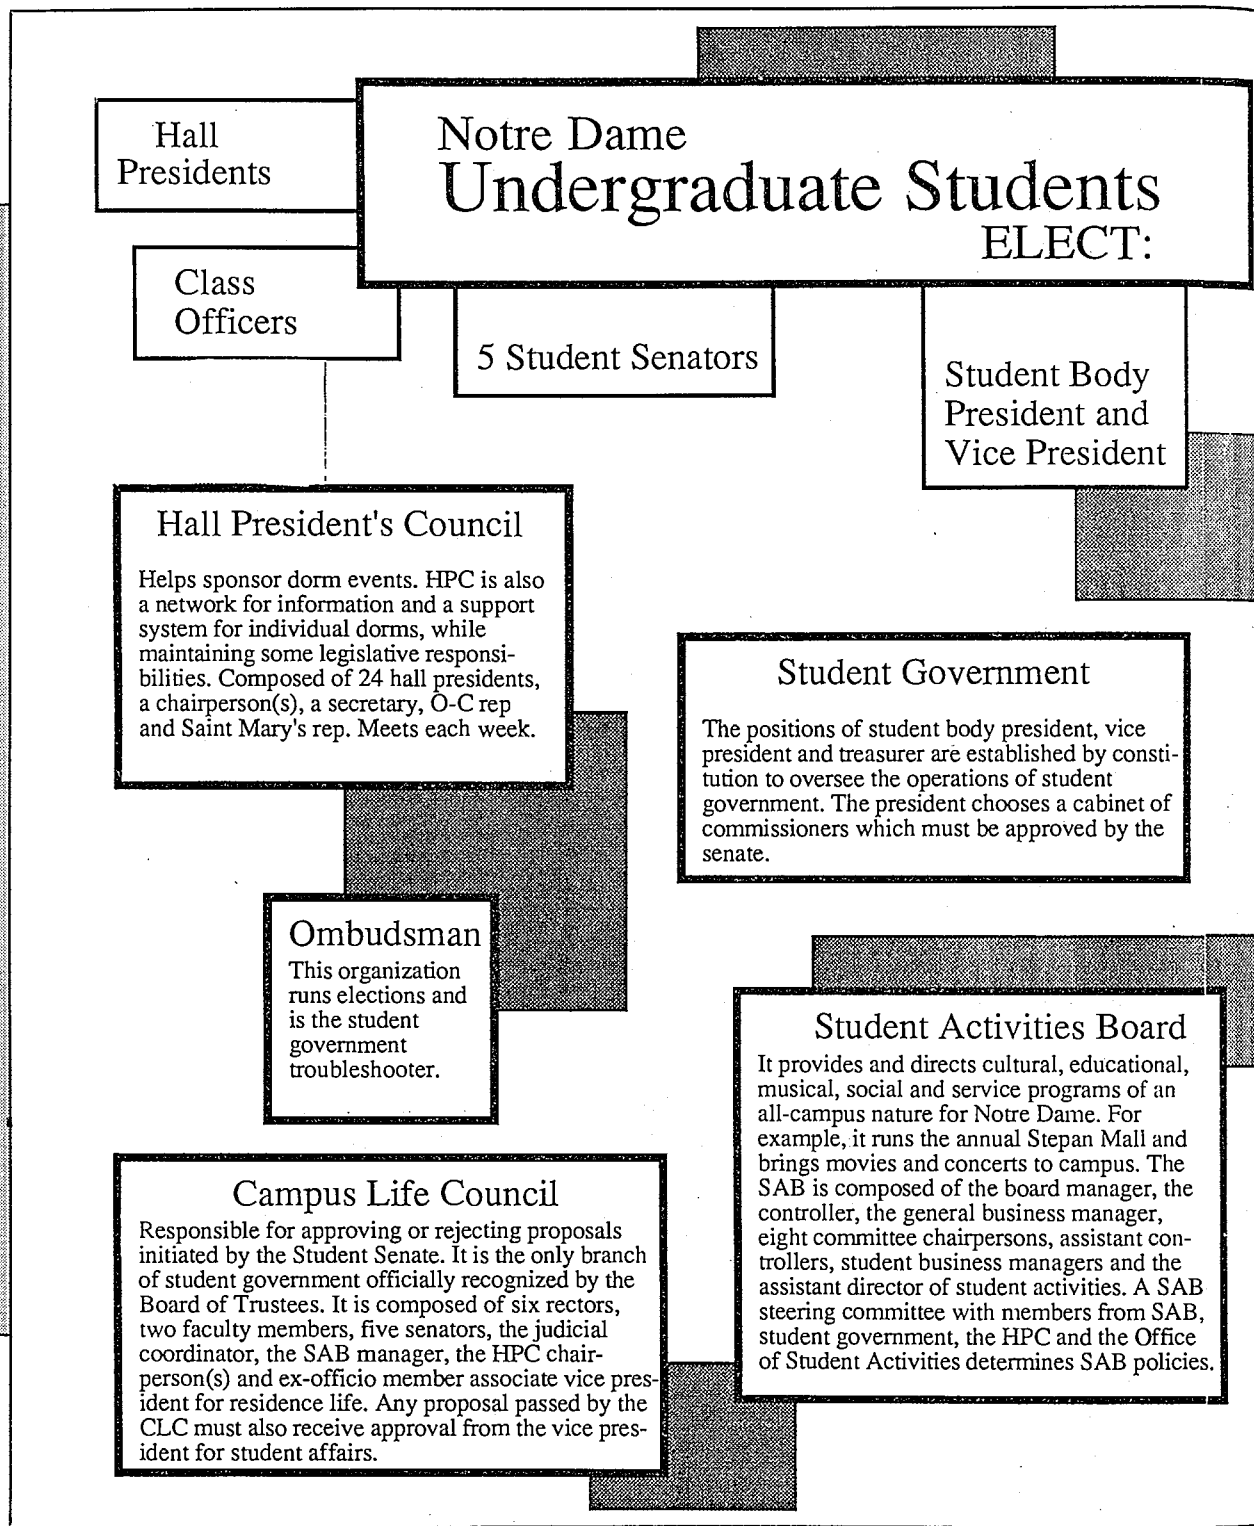 Notre Dame
Undergraduate Students
ELECT:
Hall
Presidents
Class
Officers
5 Student Senators
Student Body
President and
Vice President
Hall President's Council
Helps sponsor dorm events. HPC is also
a network for information and a support
system for individual dorms, while
maintaining some legislative responsi-
bilities. Composed of 24 hall presidents,
a chairperson(s), a secretary, O-C rep
and Saint Mary's rep. Meets each week.
Student Government
The positions of student body president, vice
president and treasurer are established by consti-
tution to oversee the operations of student
government. The president chooses a cabinet of
commissioners which must be approved by the
senate.
Ombudsman
This organization
runs elections and
is the student
government
troubleshooter.
Student Activities Board
It provides and directs cultural, educational,
musical, social and service programs of an
all-campus nature for Notre Dame. For
example, it runs the annual Stepan Mall and
brings movies and concerts to campus. The
SAB is composed of the board manager, the
controller, the general business manager,
eight committee chairpersons, assistant con-
trollers, student business managers and the
assistant director of student activities. A SAB
steering committee with members from SAB,
student government, the HPC and the Office
of Student Activities determines SAB policies.
Campus Life Council
Responsible for approving or rejecting proposals
initiated by the Student Senate. It is the only branch
of student government officially recognized by the
Board of Trustees. It is composed of six rectors,
two faculty members, five senators, the judicial
coordinator, the SAB manager, the HPC chair-
person(s) and ex-officio member associate vice pres-
ident for residence life. Any proposal passed by the
CLC must also receive approval from the vice pres-
ident for student affairs.